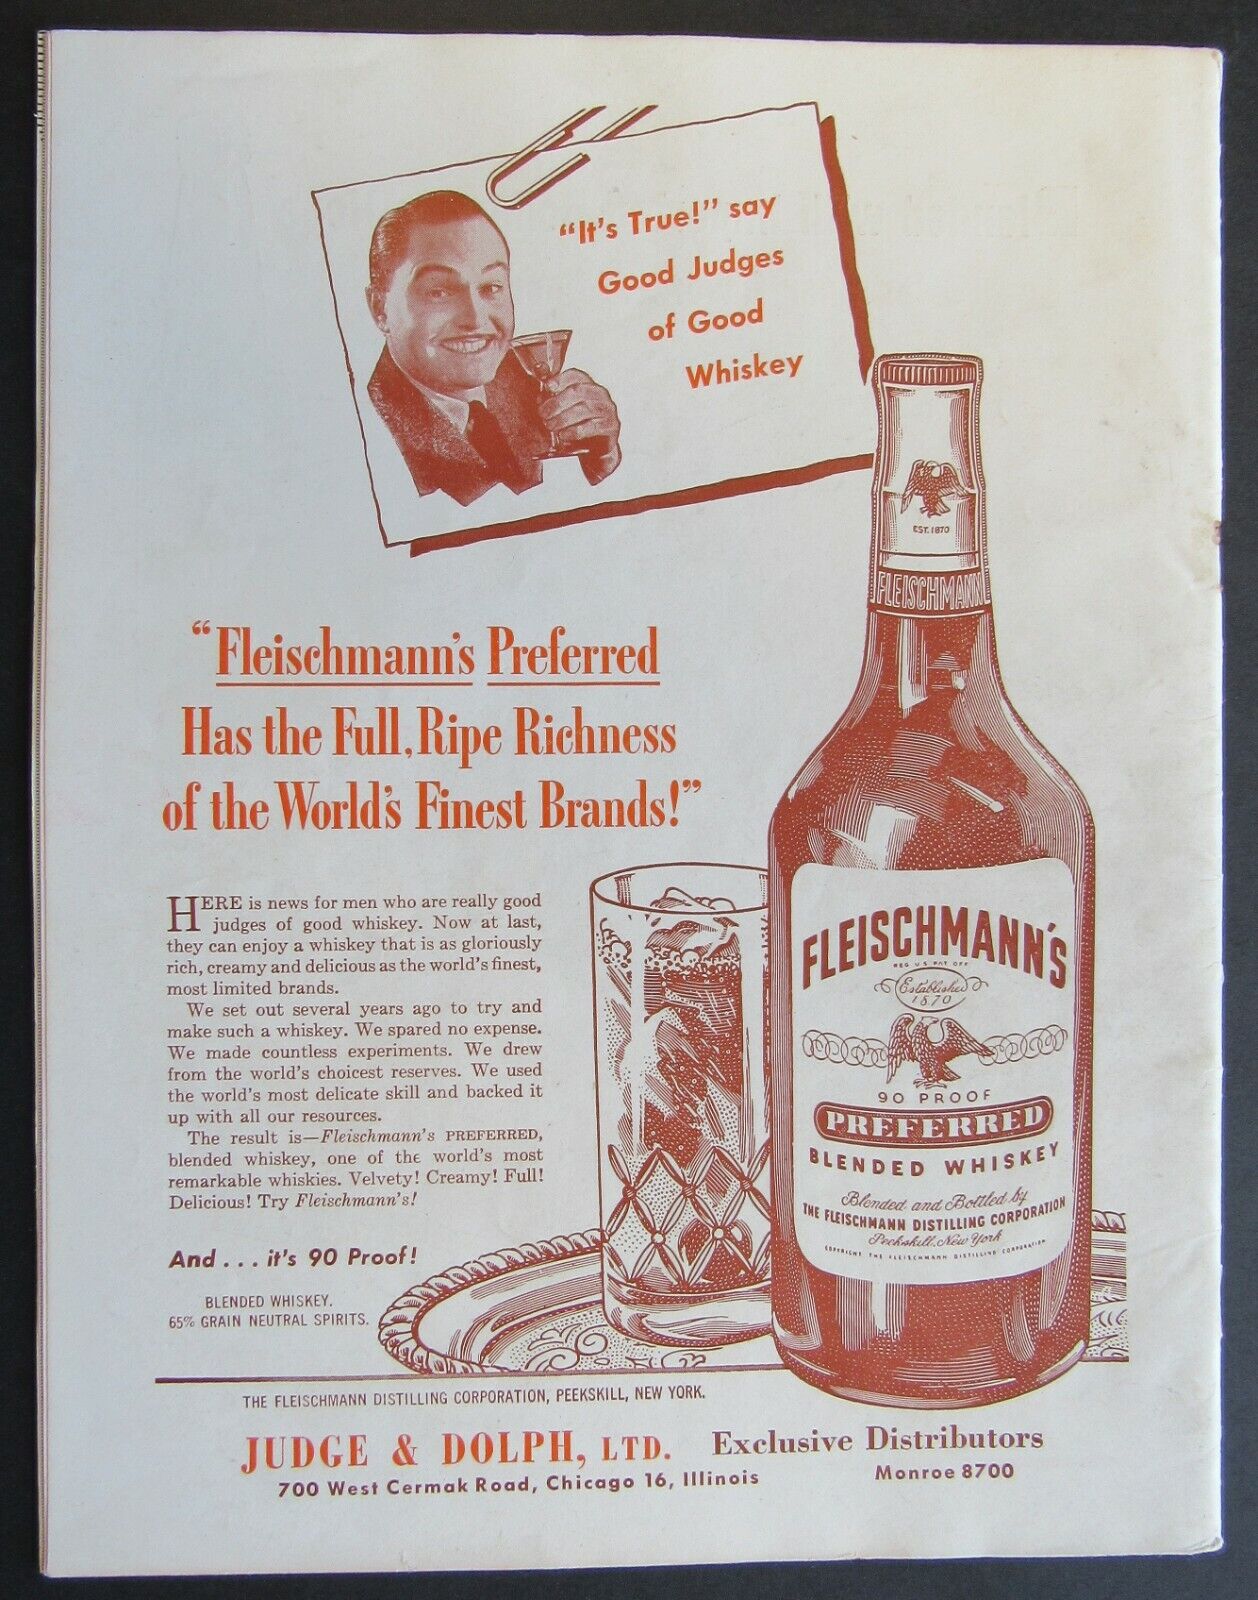 “It's True!” say
Good Judges
of Good
Whiskey
EST. 1870
FLEISCHMANN
“Fleischmann's Preferred
Has the Full, Ripe Richness
of the World's Finest Brands!”
HERE is news for men who are really good
judges of good whiskey. Now at last,
they can enjoy a whiskey that is as gloriously
rich, creamy and delicious as the world's finest,
most limited brands.
We set out several years ago to try and
make such a whiskey. We spared no expense.
We made countless experiments. We drew
from the world's choicest reserves. We used
the world's most delicate skill and backed it
up with all our resources.
The result is—Fleischmann's PREFERRED,
blended whiskey, one of the world's most
remarkable whiskies. Velvety! Creamy! Full!
Delicious! Try Fleischmann's!
And . . . it's 90 Proof!
BLENDED WHISKEY.
65% GRAIN NEUTRAL SPIRITS.
FLEISCHMANN'S
REG U S PAT OFF
Established
1870
90 PROOF
PREFERRED
BLENDED WHISKEY
Blended and Bottled by
THE FLEISCHMANN DISTILLING CORPORATION
Peekskill, New York
COPYRIGHT THE FLEISCHMANN DISTILLING CORPORATION
THE FLEISCHMANN DISTILLING CORPORATION, PEEKSKILL, NEW YORK.
JUDGE & DOLPH, LTD. Exclusive Distributors
700 West Cermak Road, Chicago 16, Illinois Monroe 8700